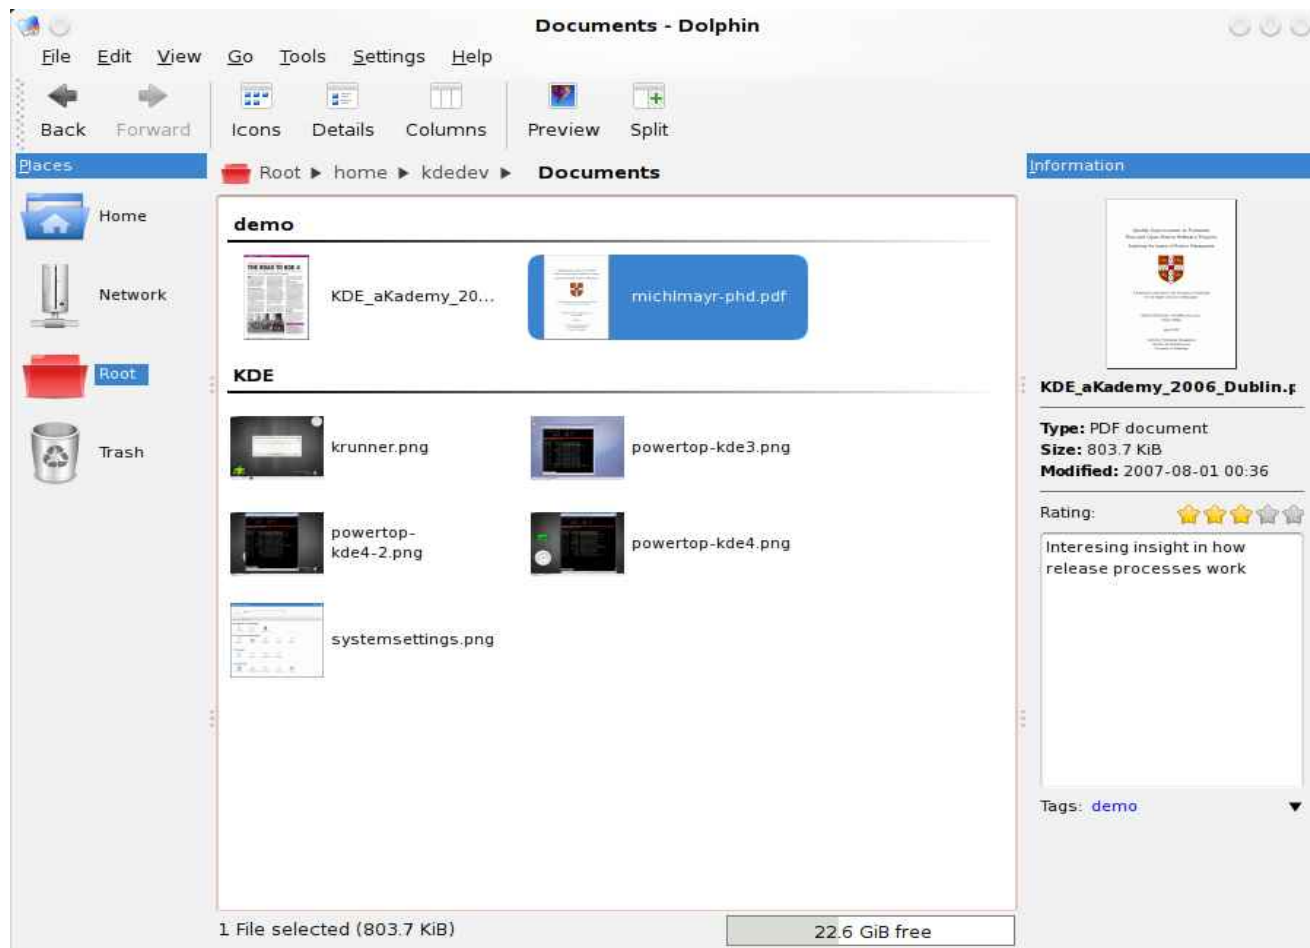 Documents - Dolphin
File Edit View Go Tools Settings Help
Back Forward Icons Details Columns Preview Split
Places
Home
Network
Root
Trash
Root home kdedev Documents
demo
KDE_aKademy_20...
michlmayr-phd.pdf
KDE
krunner.png
powertop-kde3.png
powertop-
kde4-2.png
powertop-kde4.png
systemsettings.png
1 File selected (803.7 KiB)
22.6 GiB free
Information
KDE_aKademy_2006_Dublin.p
Type: PDF document
Size: 803.7 KiB
Modified: 2007-08-01 00:36
Rating:
Interesing insight in how
release processes work
Tags: demo